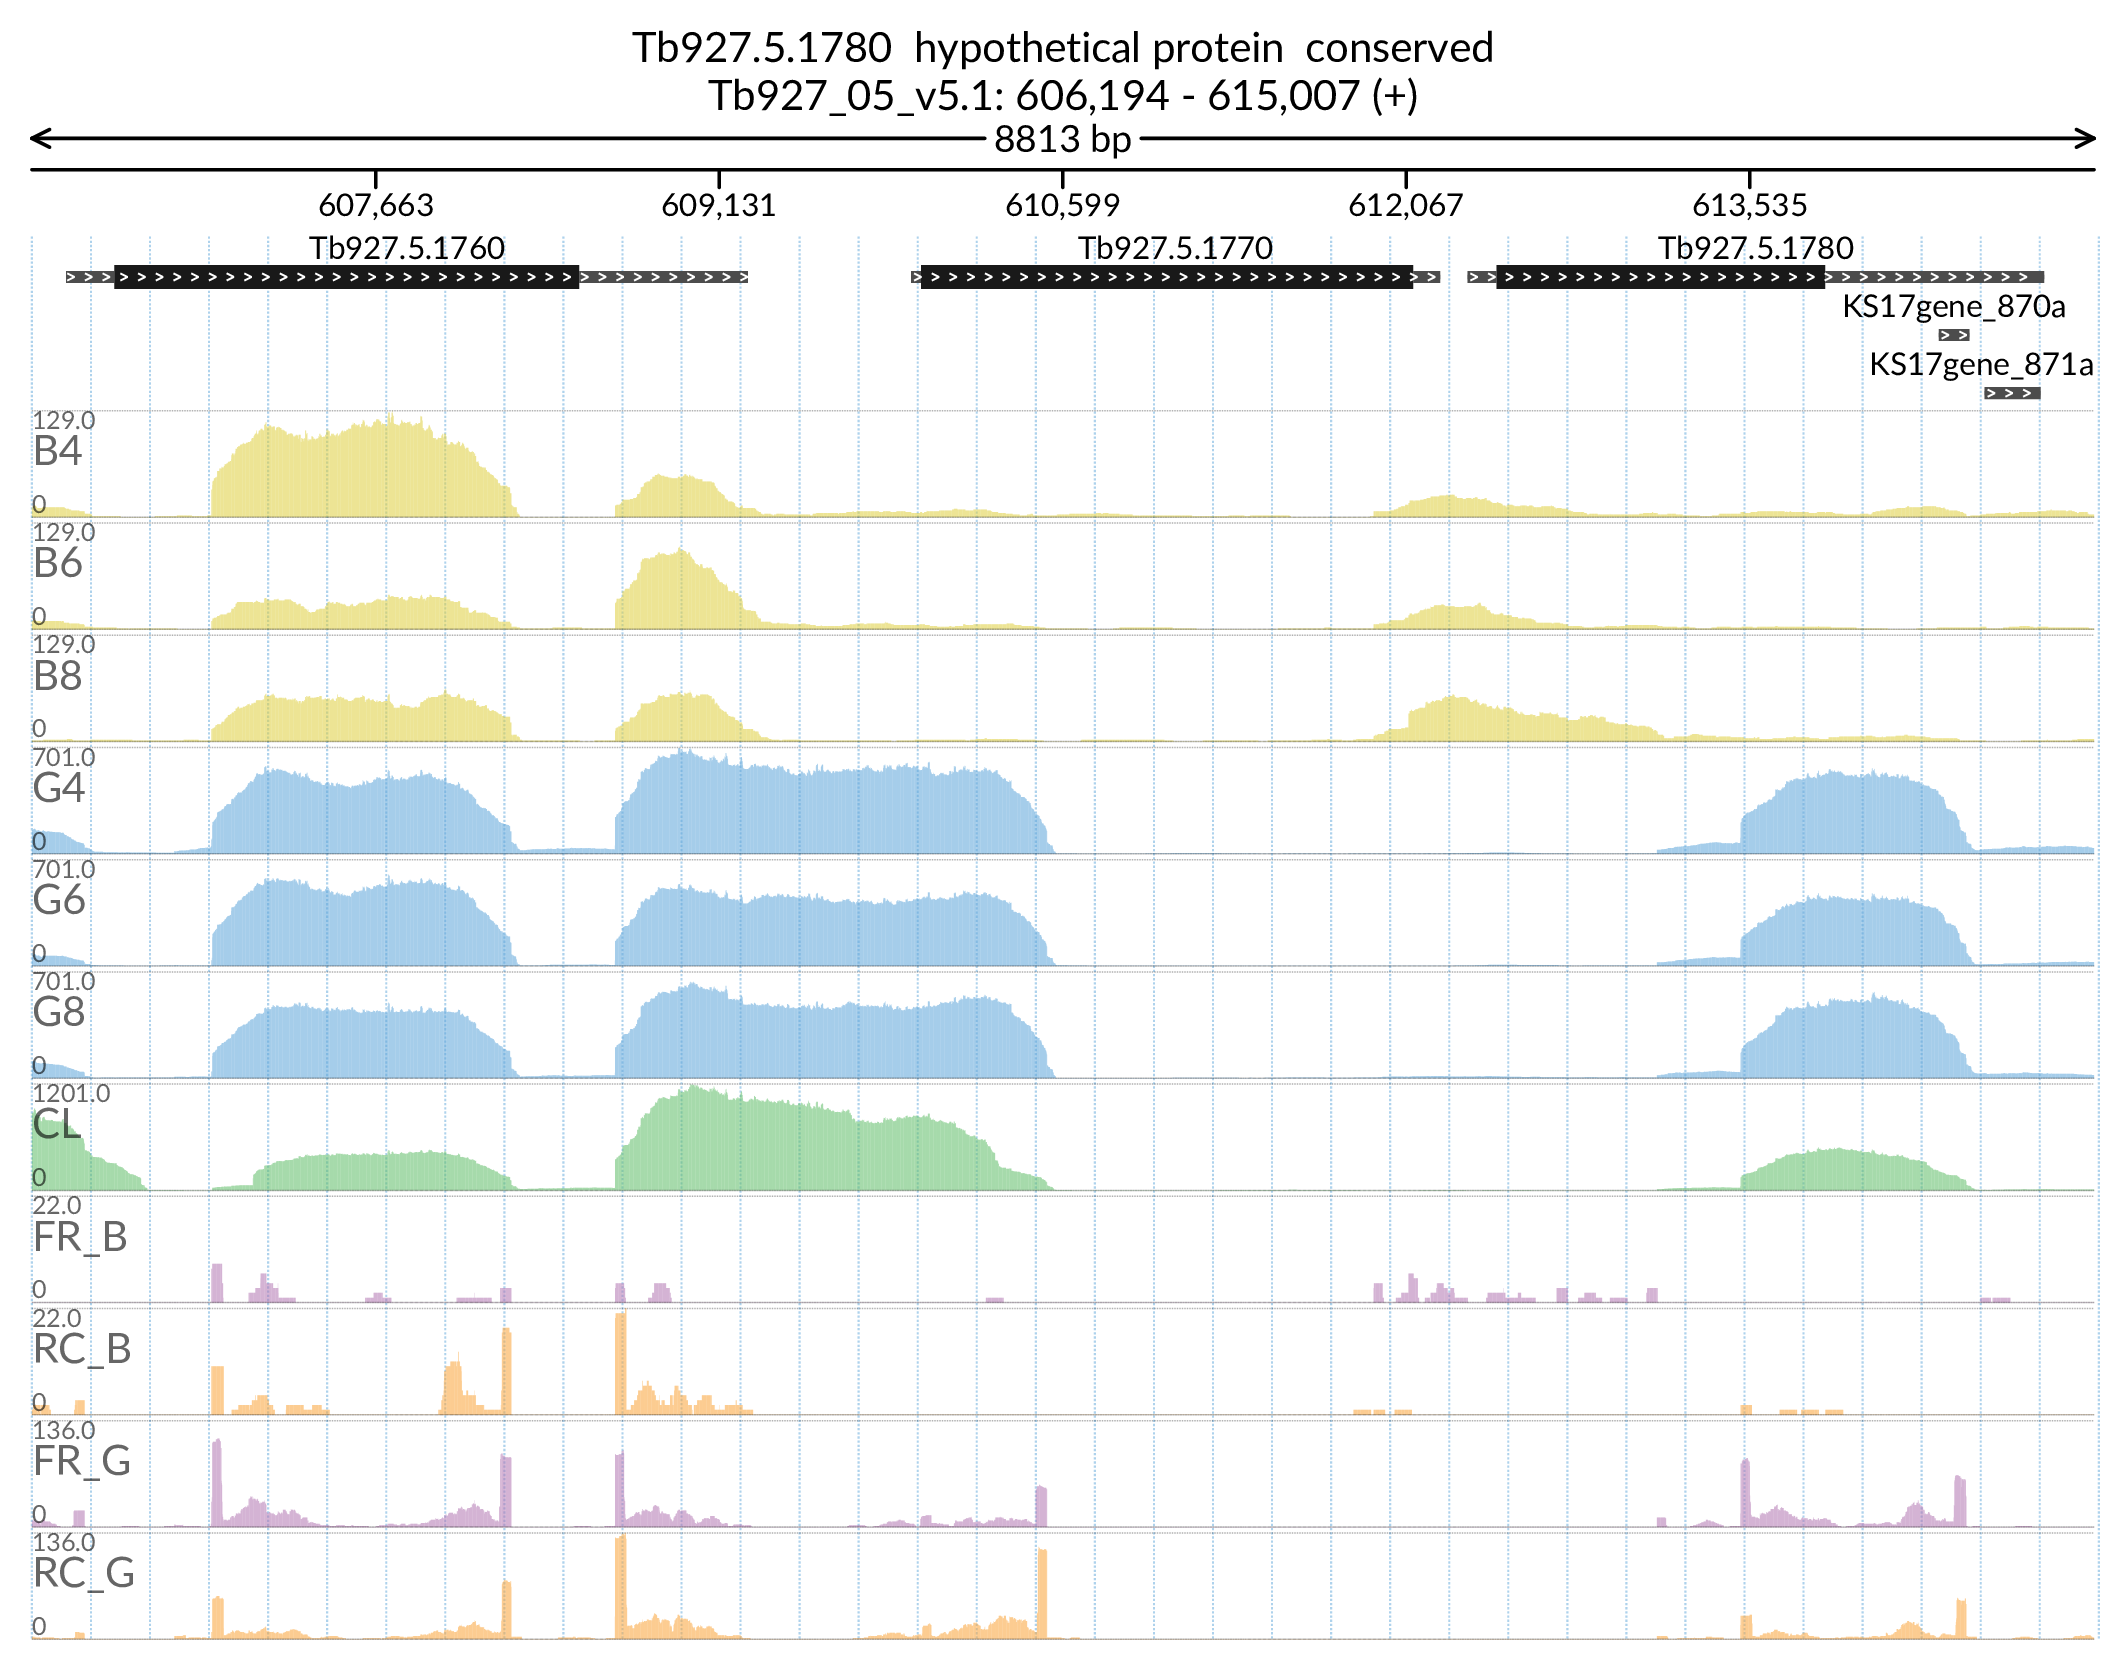 Tb927.5.1780 hypothetical protein conserved
Tb927_05_v5.1: 606,194 - 615,007 (+)
8813 bp
607,663 609,131 610,599 612,067 613,535
Tb927.5.1760 Tb927.5.1770 Tb927.5.1780
KS17gene_870a
KS17gene_871a
129.0
B4
0
129.0
B6
0
129.0
B8
0
701.0
G4
0
701.0
G6
0
701.0
G8
0
1201.0
CL
0
22.0
FR_B
0
22.0
RC_B
0
136.0
FR_G
0
136.0
RC_G
0